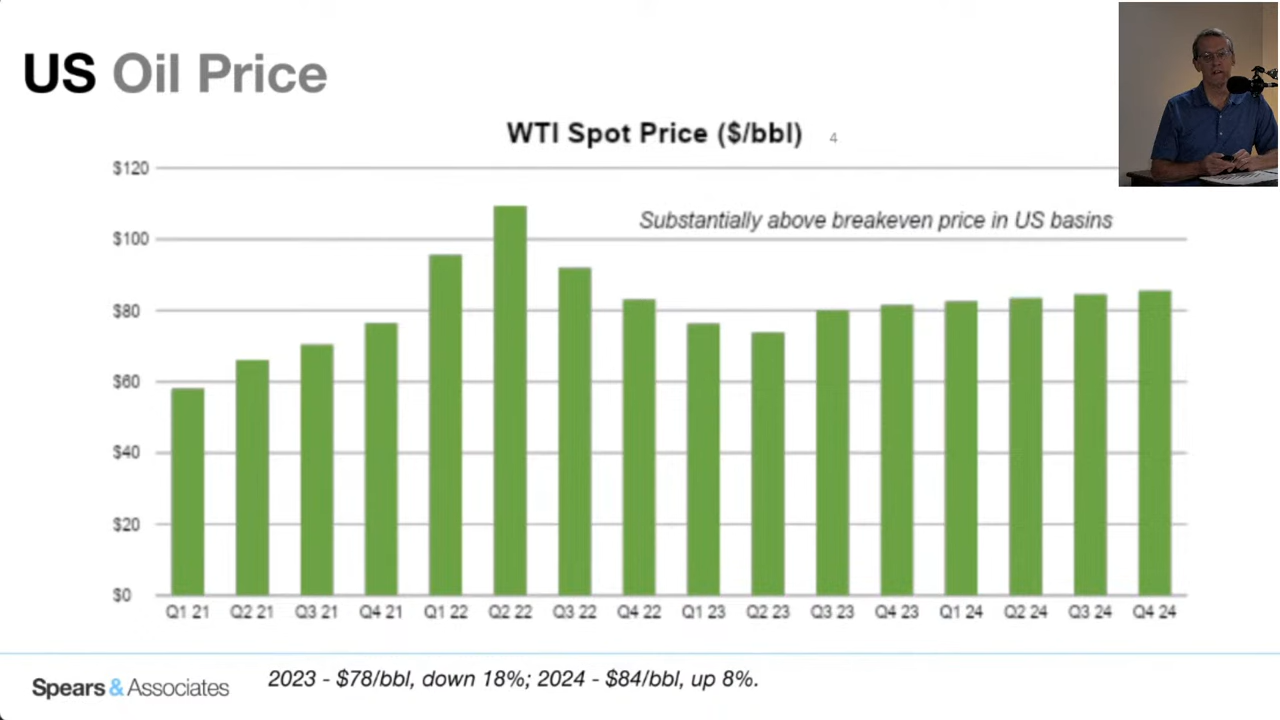 US Oil Price
WTI Spot Price ($/bbl) 4
$120
Substantially above breakeven price in US basins
$100
$80
$60
$40
$20
$0
Q1 21 Q2 21 Q3 21 Q4 21 Q1 22 Q2 22 Q3 22 Q4 22 Q1 23 Q2 23 Q3 23 Q4 23 Q1 24 Q2 24 Q3 24 Q4 24
Spears & Associates
2023 - $78/bbl, down 18%; 2024 - $84/bbl, up 8%.